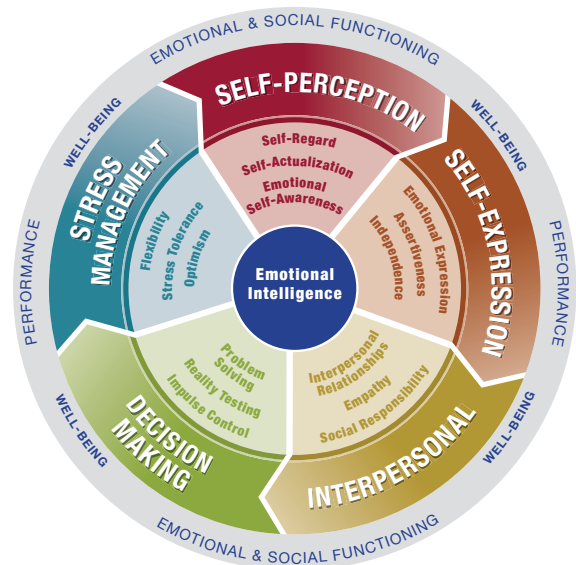 EMOTIONAL & SOCIAL FUNCTIONING
WELL-BEING
WELL-BEING
PERFORMANCE
PERFORMANCE
SELF-PERCEPTION
Self-Regard
Self-Actualization
Emotional
Self-Awareness
SELF-EXPRESSION
Emotional Expression
Assertiveness
Independence
INTERPERSONAL
Interpersonal
Relationships
Empathy
Social Responsibility
DECISION
MAKING
Problem
Solving
Reality Testing
Impulse Control
STRESS
MANAGEMENT
Flexibility
Stress Tolerance
Optimism
Emotional
Intelligence
WELL-BEING
WELL-BEING
EMOTIONAL & SOCIAL FUNCTIONING